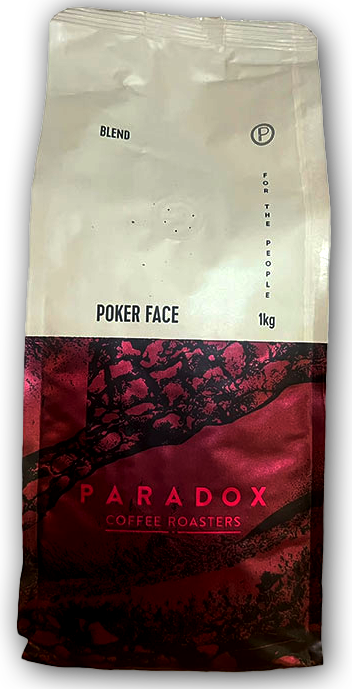 BLEND
P
FOR THE PEOPLE
POKER FACE
1kg
PARADOX
COFFEE ROASTERS